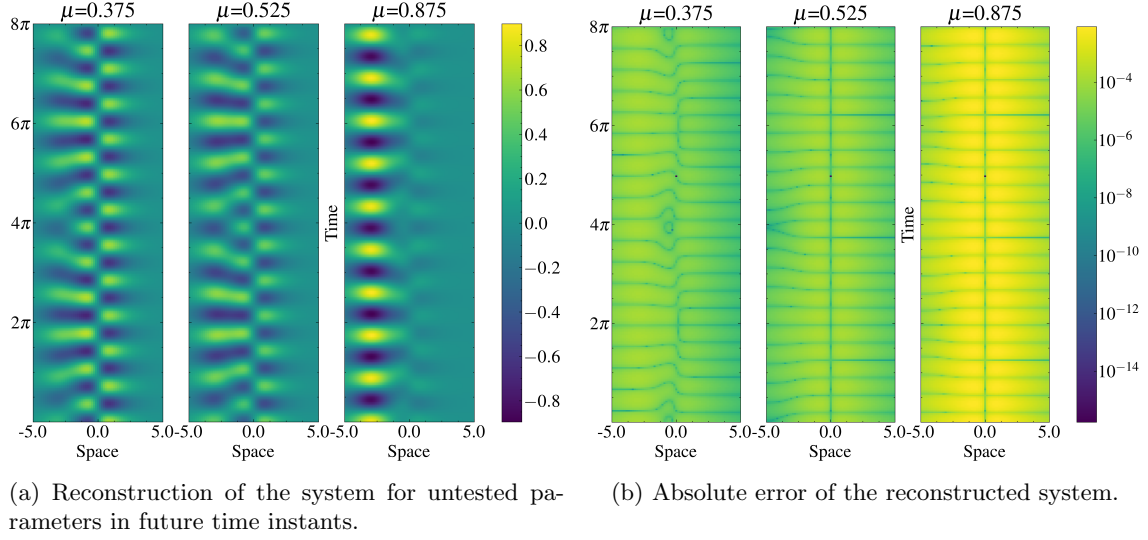 μ=0.375 μ=0.525 μ=0.875
8π
6π
4π
2π
-5.0 0.0 5.0 -5.0 0.0 5.0 -5.0 0.0 5.0
Space Space Space
Time
0.8
0.6
0.4
0.2
0.0
−0.2
−0.4
−0.6
−0.8
(a) Reconstruction of the system for untested pa-
rameters in future time instants.
μ=0.375 μ=0.525 μ=0.875
8π
6π
4π
2π
-5.0 0.0 5.0 -5.0 0.0 5.0 -5.0 0.0 5.0
Space Space Space
Time
10⁻⁴
10⁻⁶
10⁻⁸
10⁻¹⁰
10⁻¹²
10⁻¹⁴
(b) Absolute error of the reconstructed system.